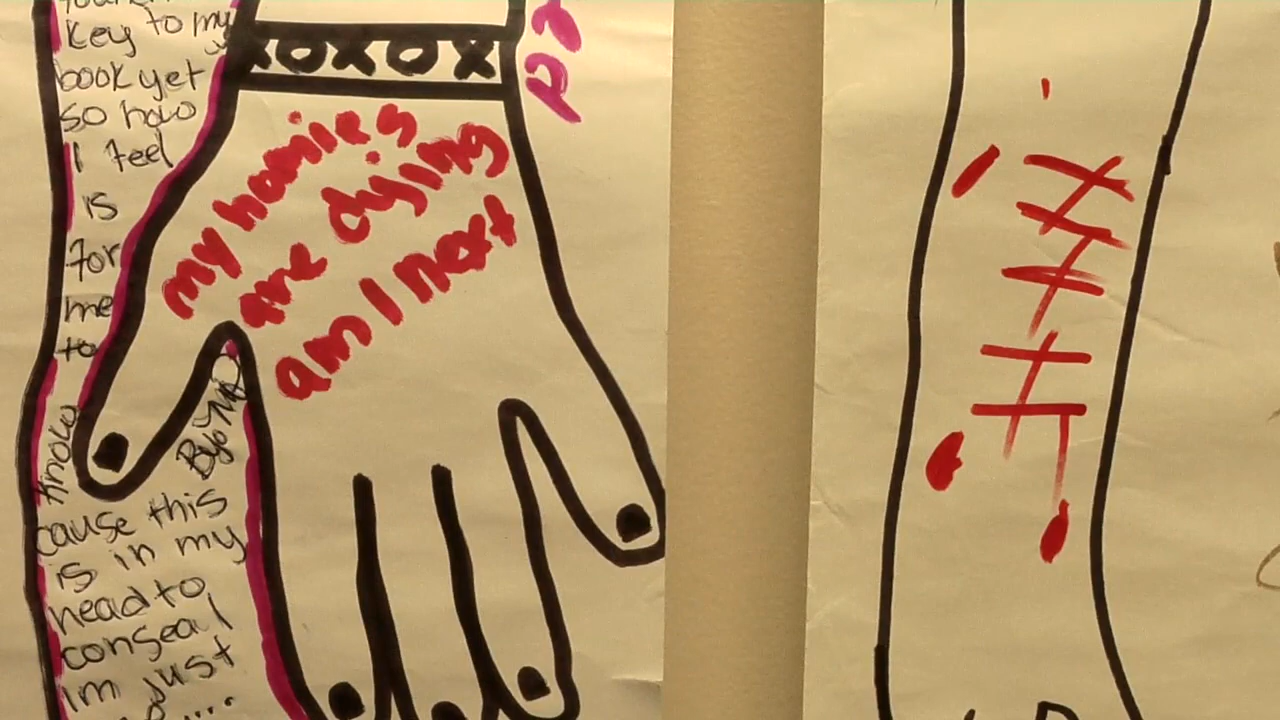 Key to my
book yet
so how
I feel
is
for
me
to
know
cause this
is in my
head to
conseal
Im just
XOXOX
my homies
are dying
am I next